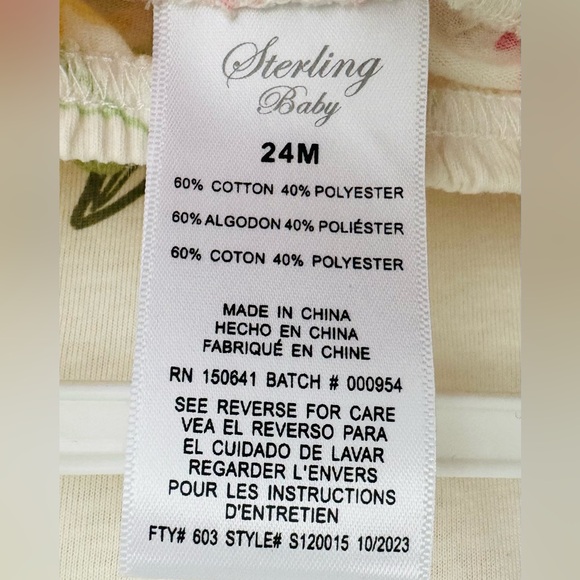 Sterling
Baby
24M
60% COTTON 40% POLYESTER
60% ALGODON 40% POLIÉSTER
60% COTON 40% POLYESTER
MADE IN CHINA
HECHO EN CHINA
FABRIQUÉ EN CHINE
RN 150641 BATCH # 000954
SEE REVERSE FOR CARE
VEA EL REVERSO PARA
EL CUIDADO DE LAVAR
REGARDER L'ENVERS
POUR LES INSTRUCTIONS
D'ENTRETIEN
FTY# 603 STYLE# S120015 10/2023